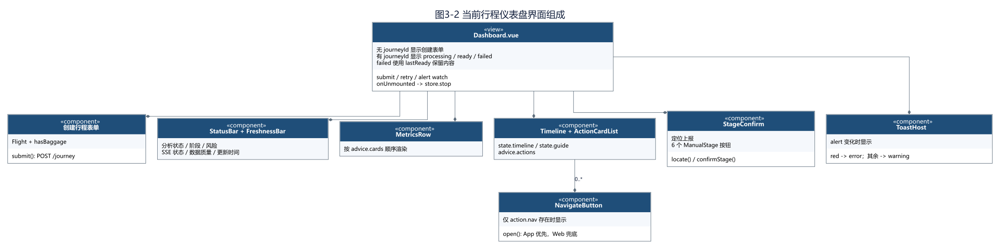 图3-2 当前行程仪表盘界面组成
«view»
Dashboard.vue
无 journeyId 显示创建表单
有 journeyId 显示 processing / ready / failed
failed 使用 lastReady 保留内容
submit / retry / alert watch
onUnmounted -> store.stop
«component»
创建行程表单
Flight + hasBaggage
submit(): POST /journey
«component»
StatusBar + FreshnessBar
分析状态 / 阶段 / 风险
SSE 状态 / 数据质量 / 更新时间
«component»
MetricsRow
按 advice.cards 顺序渲染
«component»
Timeline + ActionCardList
state.timeline / state.guide
advice.actions
«component»
StageConfirm
定位上报
6 个 ManualStage 按钮
locate() / confirmStage()
«component»
ToastHost
alert 变化时显示
red -> error；其余 -> warning
0..*
«component»
NavigateButton
仅 action.nav 存在时显示
open(): App 优先，Web 兜底